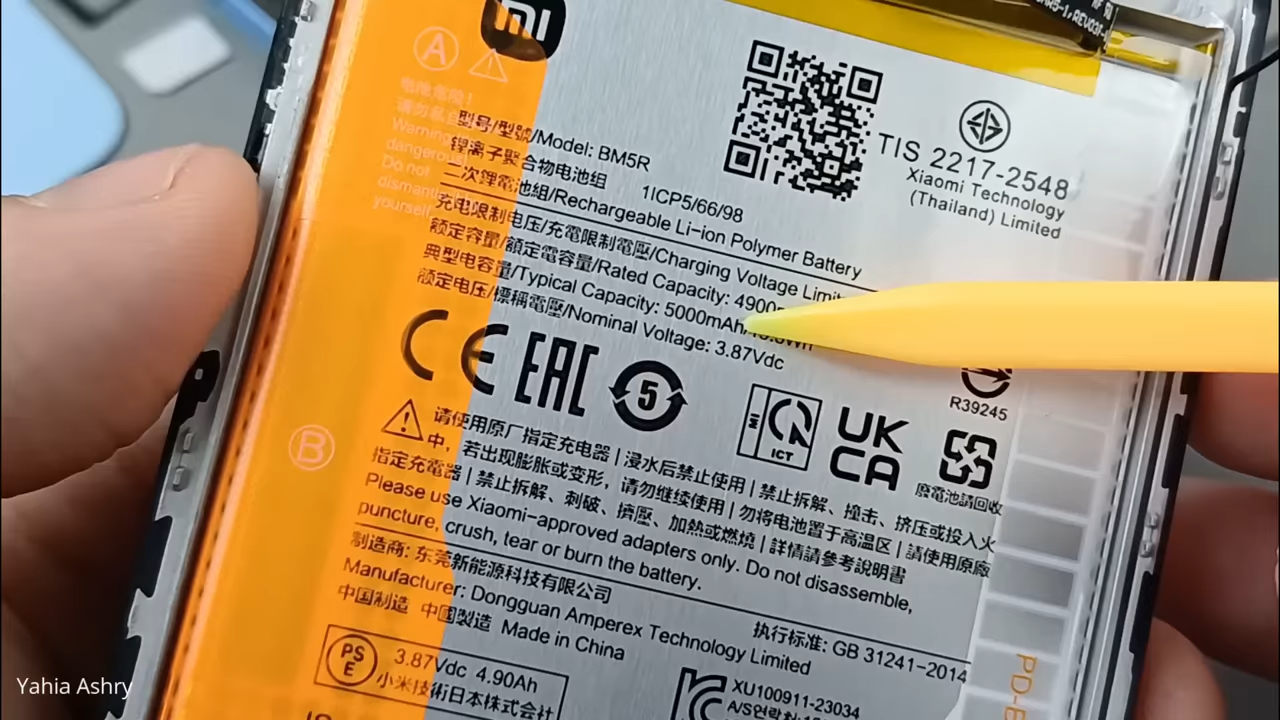 mi
A
Warning
dangerous!
Do not
dismantle
yourself
型号/型號/Model: BM5R
锂离子聚合物电池组 1ICP5/66/98
二次鋰電池組/Rechargeable Li-ion Polymer Battery
充电限制电压/充電限制電壓/Charging Voltage
额定容量/額定電容量/Rated Capacity:
典型电容量/Typical Capacity: 5000mAh
额定电压/標稱電壓/Nominal Voltage: 3.87Vdc
TIS 2217-2548
Xiaomi Technology
(Thailand) Limited
CE EAC 5
MI ICT
UK
CA
R39245
廢電池請回收
B
请使用原厂指定充电器 | 浸水后禁止使用 | 禁止拆解、撞击、挤压或投入火
中,若出现膨胀或变形,请勿继续使用 | 勿将电池置于高温区 | 請使用原廠
指定充電器 | 禁止拆解、刺破、擠壓、加熱或燃燒 | 詳情請參考說明書
Please use Xiaomi-approved adapters only. Do not disassemble,
puncture, crush, tear or burn the battery.
制造商: 东莞新能源科技有限公司
Manufacturer: Dongguan Amperex Technology Limited
中国制造 中國製造 Made in China
执行标准: GB 31241-2014
PS
E
3.87Vdc 4.90Ah
小米技術日本株式会社
XU100911-23034
PD-
Yahia Ashry